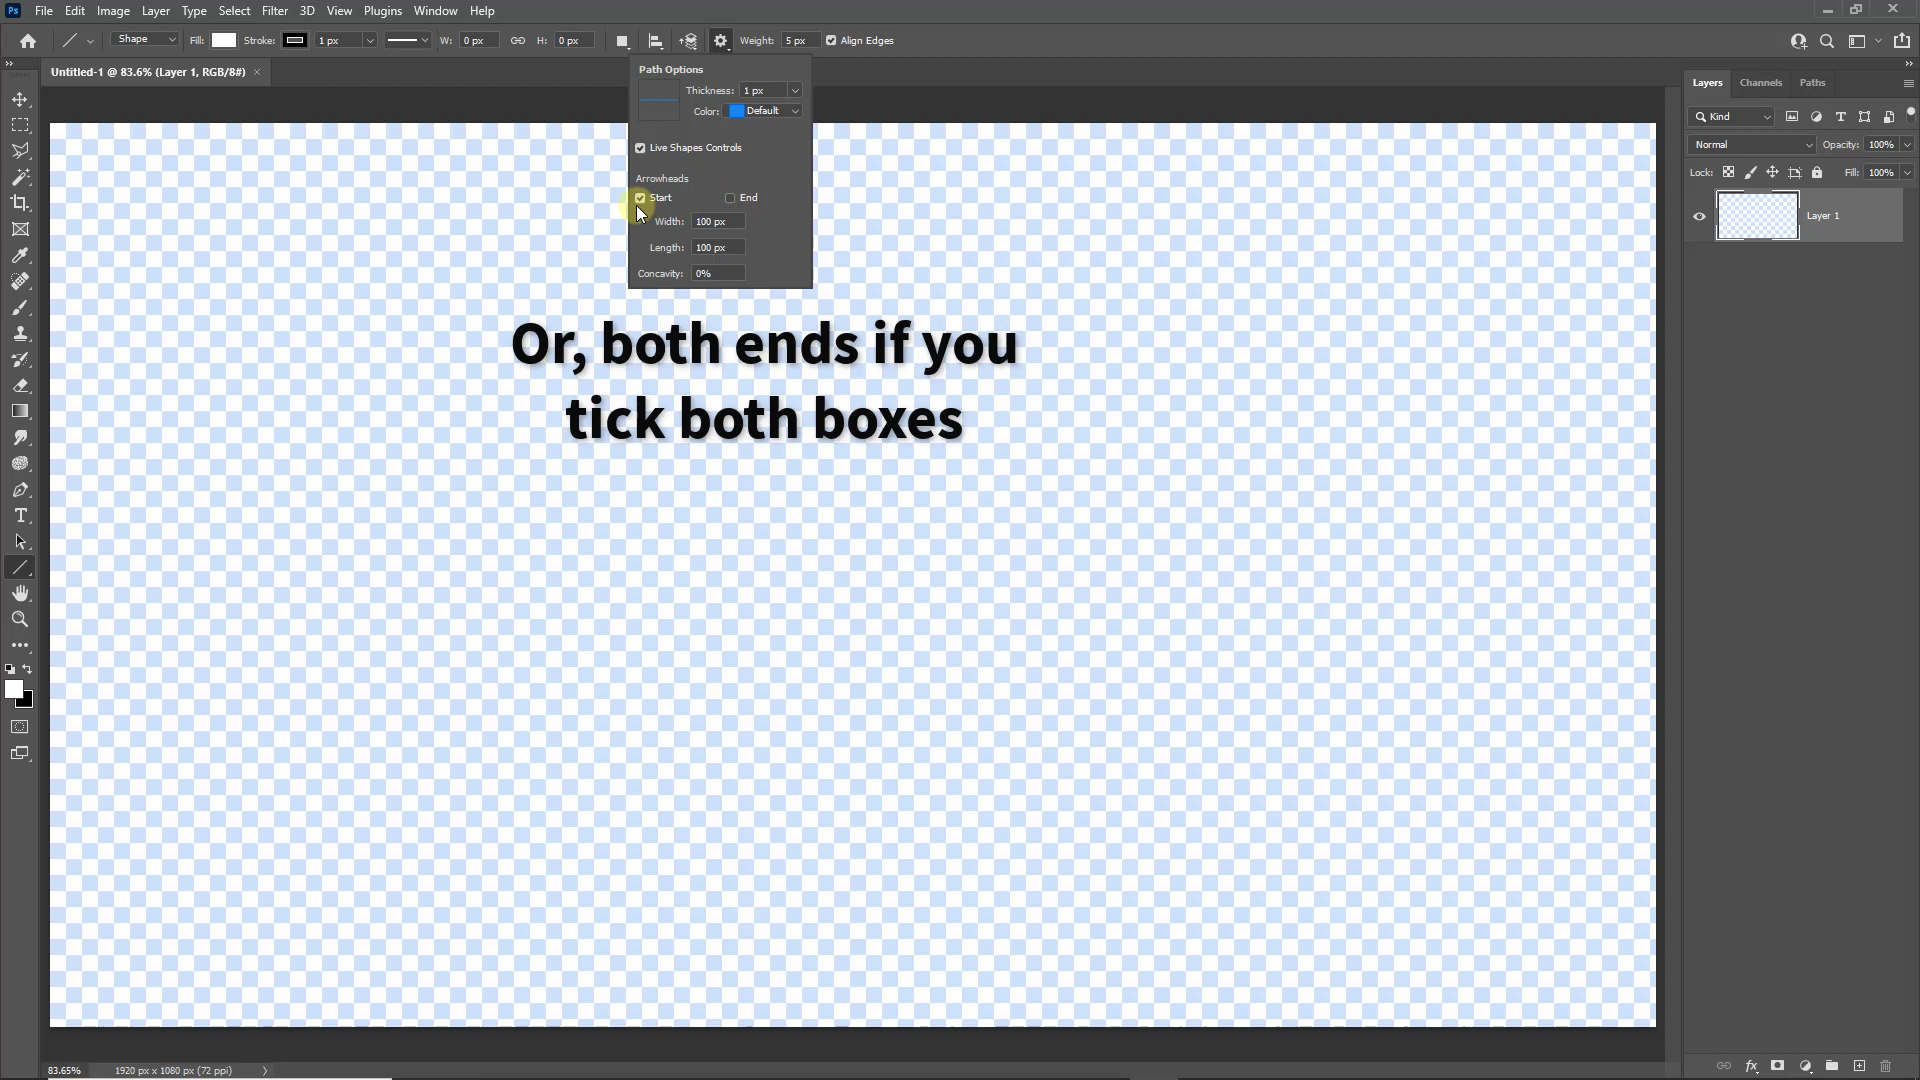 Ps File Edit Image Layer Type Select Filter 3D View Plugins Window Help
Shape Fill: Stroke: 1 px W: 0 px H: 0 px Weight: 5 px Align Edges
Untitled-1 @ 83.6% (Layer 1, RGB/8#) ×
Path Options
Thickness: 1 px
Color: Default
Live Shapes Controls
Arrowheads
Start End
Width: 100 px
Length: 100 px
Concavity: 0%
Or, both ends if you
tick both boxes
Layers Channels Paths
Kind
Normal Opacity: 100%
Lock: Fill: 100%
Layer 1
83.65% 1920 px x 1080 px (72 ppi)